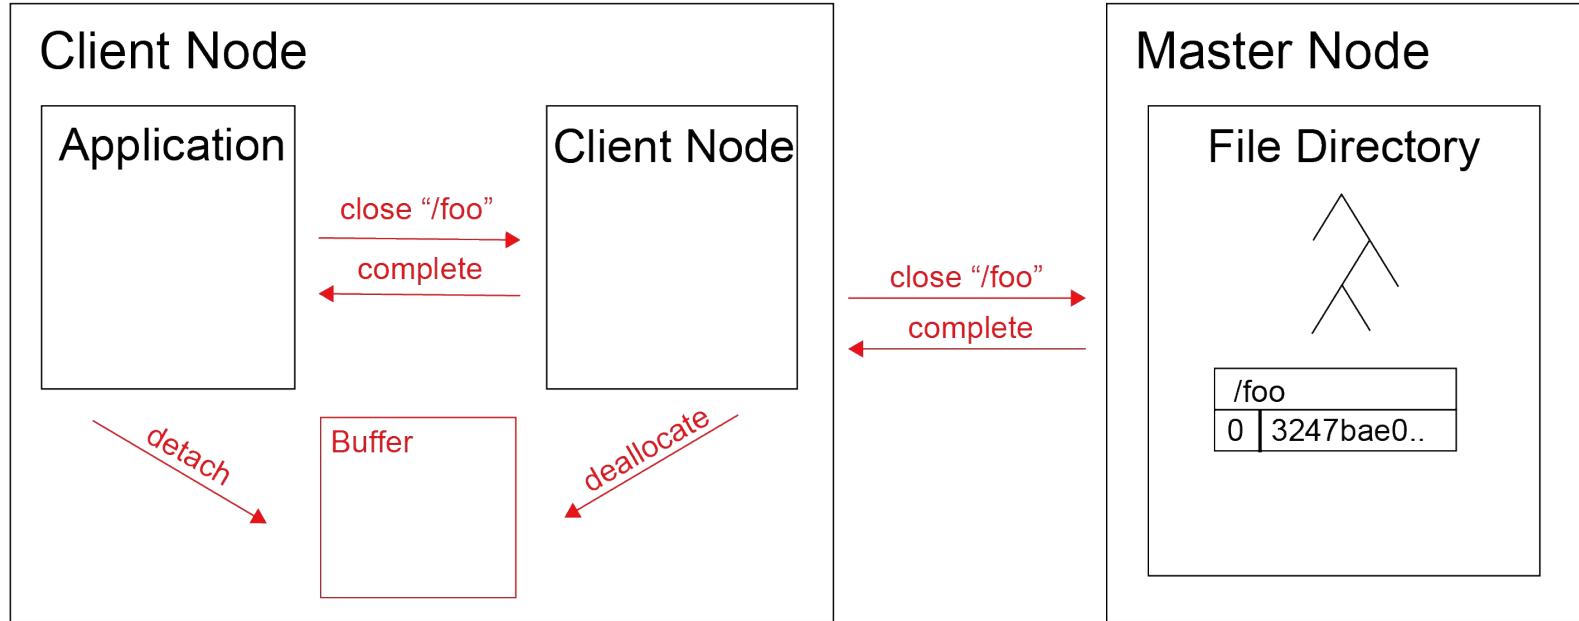 Client Node
Application
Client Node
close “/foo”
complete
detach
Buffer
deallocate
close “/foo”
complete
Master Node
File Directory
/foo
0 3247bae0..